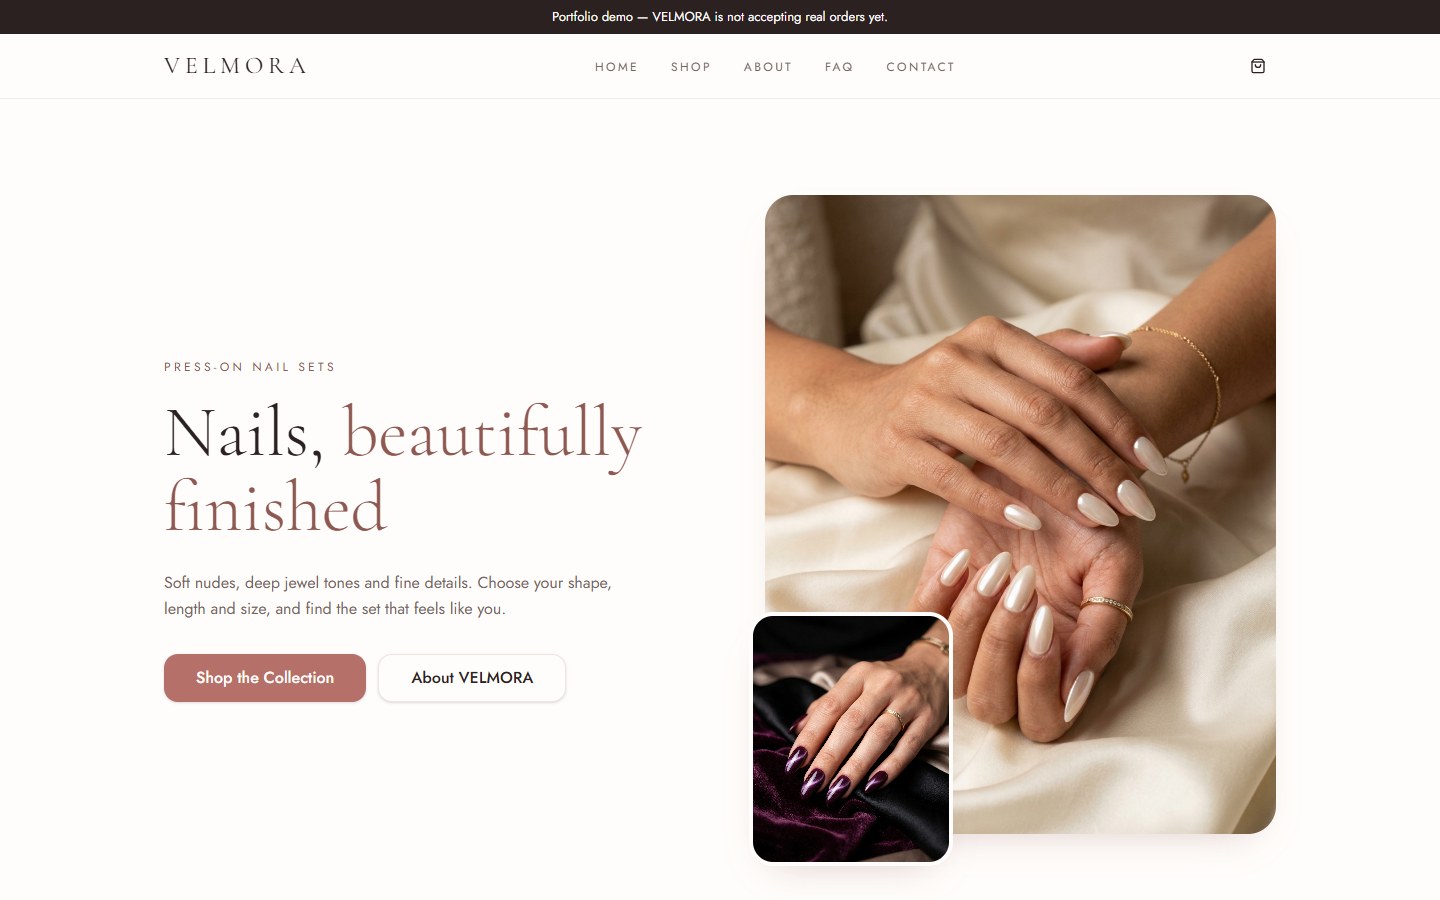 Portfolio demo — VELMORA is not accepting real orders yet.
VELMORA
HOME SHOP ABOUT FAQ CONTACT
PRESS-ON NAIL SETS
Nails, beautifully
finished
Soft nudes, deep jewel tones and fine details. Choose your shape,
length and size, and find the set that feels like you.
Shop the Collection
About VELMORA